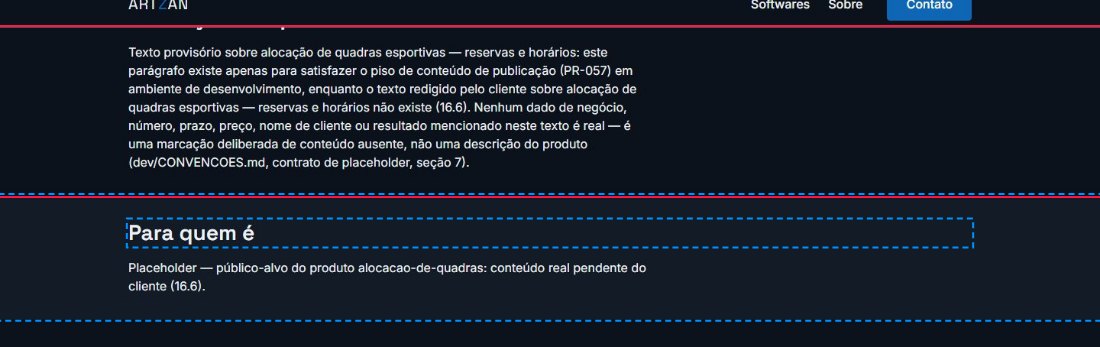 ARTZAN
Softwares Sobre Contato
Texto provisório sobre alocação de quadras esportivas — reservas e horários: este
parágrafo existe apenas para satisfazer o piso de conteúdo de publicação (PR-057) em
ambiente de desenvolvimento, enquanto o texto redigido pelo cliente sobre alocação de
quadras esportivas — reservas e horários não existe (16.6). Nenhum dado de negócio,
número, prazo, preço, nome de cliente ou resultado mencionado neste texto é real — é
uma marcação deliberada de conteúdo ausente, não uma descrição do produto
(dev/CONVENCOES.md, contrato de placeholder, seção 7).
Para quem é
Placeholder — público-alvo do produto alocacao-de-quadras: conteúdo real pendente do
cliente (16.6).